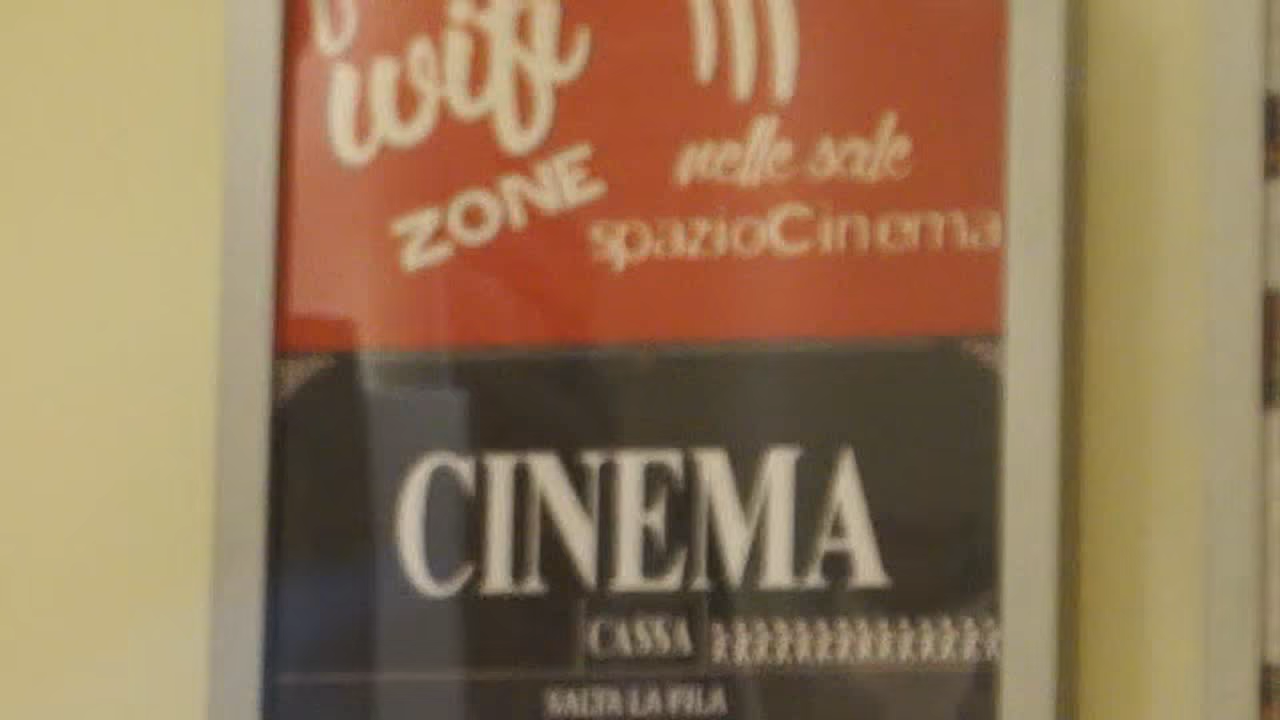 wifi
ZONE
nelle sale
spazioCinema
CINEMA
CASSA
SALTA LA FILA